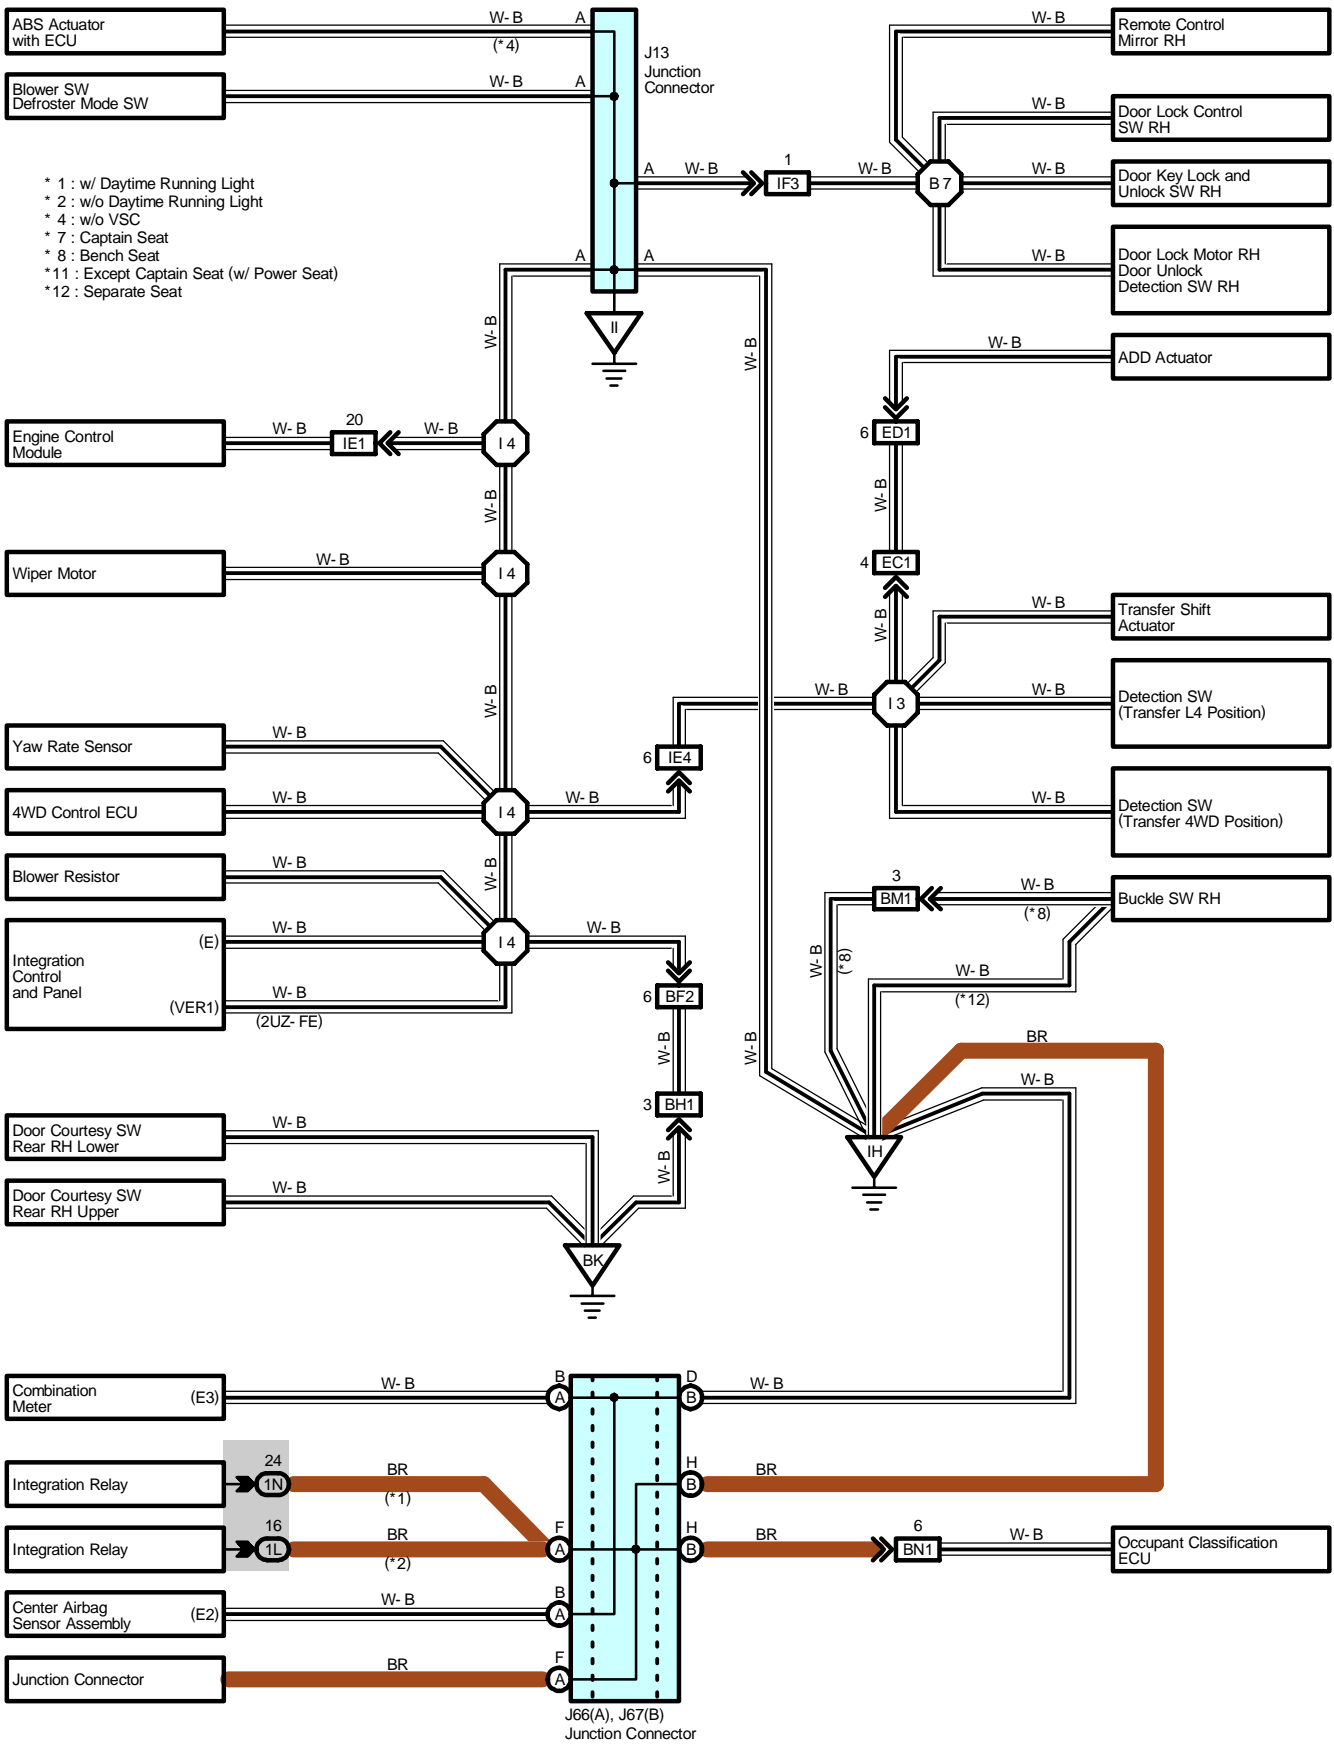 ABS Actuator
with ECU
W- B
A
(*4)
Blower SW
Defroster Mode SW
W- B
A
J13
Junction
Connector
* 1 : w/ Daytime Running Light
* 2 : w/o Daytime Running Light
* 4 : w/o VSC
* 7 : Captain Seat
* 8 : Bench Seat
*11 : Except Captain Seat (w/ Power Seat)
*12 : Separate Seat
A
W- B
1
IF3
W- B
B 7
W- B
Remote Control
Mirror RH
W- B
Door Lock Control
SW RH
W- B
Door Key Lock and
Unlock SW RH
W- B
Door Lock Motor RH
Door Unlock
Detection SW RH
A
A
II
W- B
W- B
W- B
ADD Actuator
6
ED1
W- B
4
EC1
W- B
Engine Control
Module
W- B
20
IE1
W- B
I 4
W- B
Wiper Motor
W- B
I 4
W- B
W- B
Transfer Shift
Actuator
W- B
I 3
W- B
Detection SW
(Transfer L4 Position)
W- B
Detection SW
(Transfer 4WD Position)
Yaw Rate Sensor
W- B
6
IE4
4WD Control ECU
W- B
I 4
W- B
W- B
Blower Resistor
W- B
3
BM1
W- B
(*8)
Buckle SW RH
W- B
(*8)
W- B
(*12)
Integration
Control
and Panel
(E)
W- B
I 4
W- B
(VER1)
W- B
(2UZ- FE)
6
BF2
W- B
3
BH1
W- B
W- B
BR
W- B
IH
Door Courtesy SW
Rear RH Lower
W- B
Door Courtesy SW
Rear RH Upper
W- B
BK
Combination
Meter
(E3)
W- B
B
A
D
B
W- B
Integration Relay
24
1N
BR
(*1)
H
B
BR
Integration Relay
16
1L
BR
(*2)
F
A
H
B
BR
6
BN1
W- B
Occupant Classification
ECU
Center Airbag
Sensor Assembly
(E2)
W- B
B
A
Junction Connector
BR
F
A
J66(A), J67(B)
Junction Connector